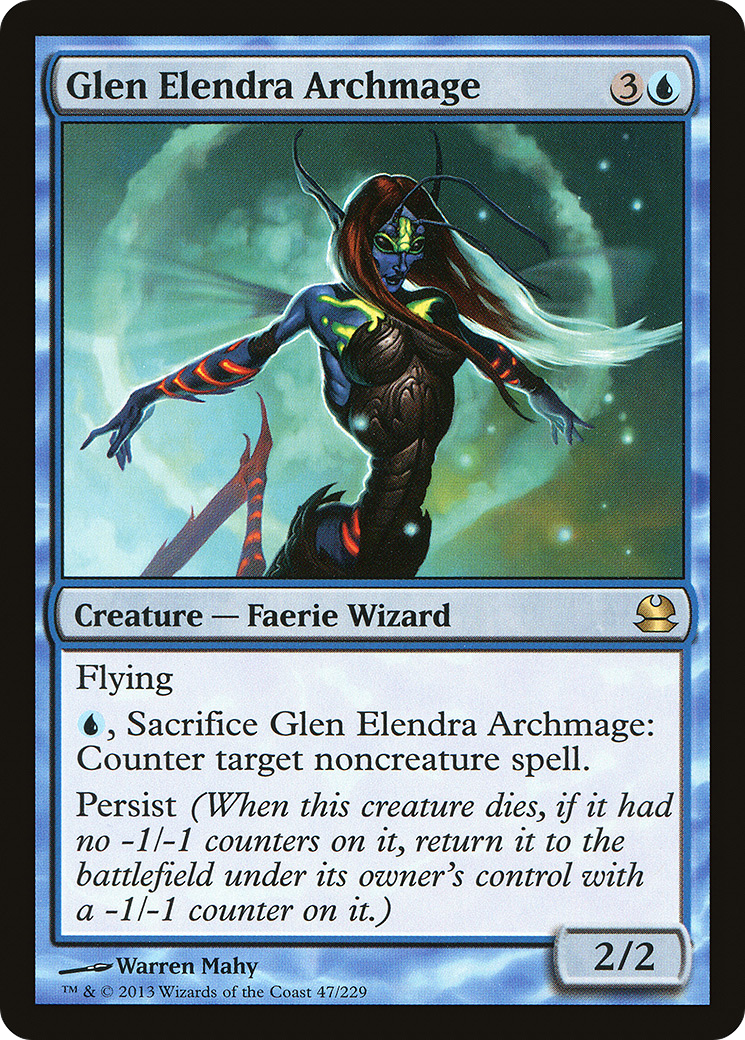 Glen Elendra Archmage 3
Creature — Faerie Wizard
Flying
, Sacrifice Glen Elendra Archmage:
Counter target noncreature spell.
Persist (When this creature dies, if it had
no -1/-1 counters on it, return it to the
battlefield under its owner's control with
a -1/-1 counter on it.)
2/2
Warren Mahy
™ & © 2013 Wizards of the Coast 47/229